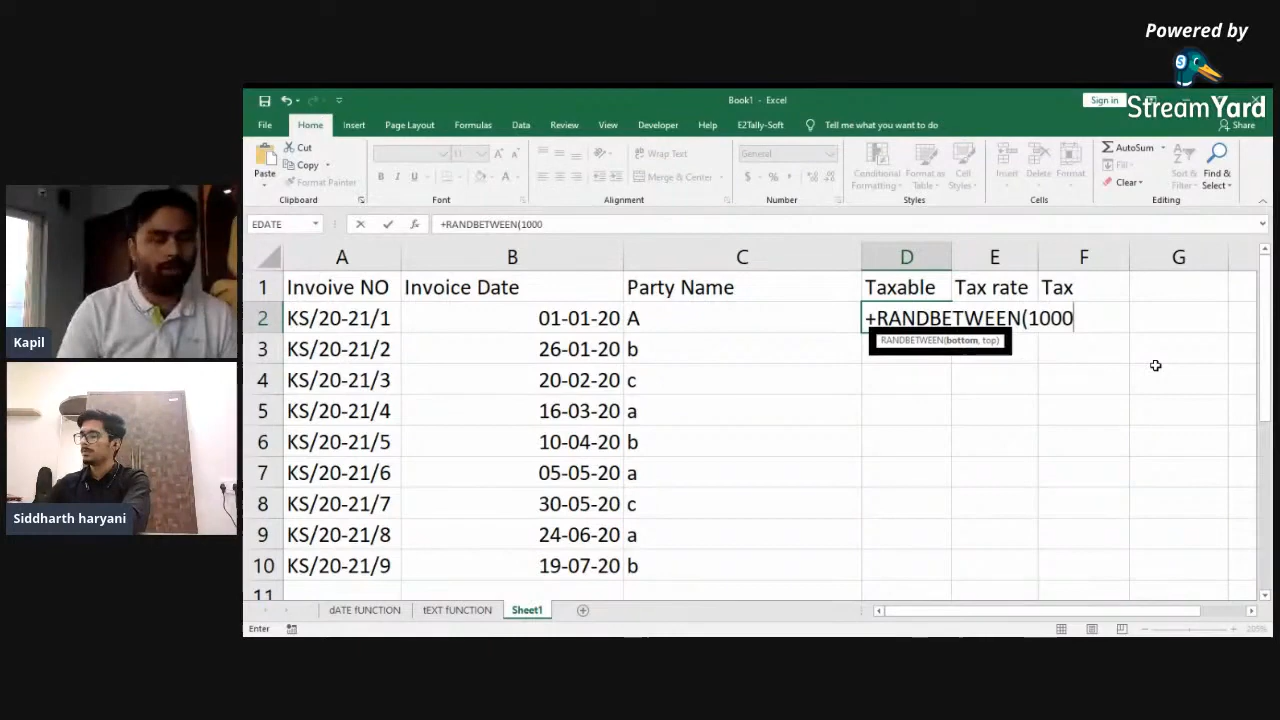 Powered by
StreamYard
Book1 - Excel
Sign in
File Home Insert Page Layout Formulas Data Review View Developer Help EZTally-Soft Tell me what you want to do Share
Paste
Cut
Copy
Format Painter
Clipboard
11
B I U
Font
Wrap Text
Merge & Center
Alignment
General
$ % ,
Number
Conditional Formatting
Format as Table
Cell Styles
Styles
Insert Delete Format
Cells
AutoSum
Fill
Clear
Sort & Filter
Find & Select
Editing
EDATE +RANDBETWEEN(1000
A B C D E F G
1 Invoive NO Invoice Date Party Name Taxable Tax rate Tax
2 KS/20-21/1 01-01-20 A +RANDBETWEEN(1000
RANDBETWEEN(bottom, top)
3 KS/20-21/2 26-01-20 b
4 KS/20-21/3 20-02-20 c
5 KS/20-21/4 16-03-20 a
6 KS/20-21/5 10-04-20 b
7 KS/20-21/6 05-05-20 a
8 KS/20-21/7 30-05-20 c
9 KS/20-21/8 24-06-20 a
10 KS/20-21/9 19-07-20 b
11
dATE FUNCTION tEXT FUNCTION Sheet1
Enter
205%
Kapil
Siddharth haryani